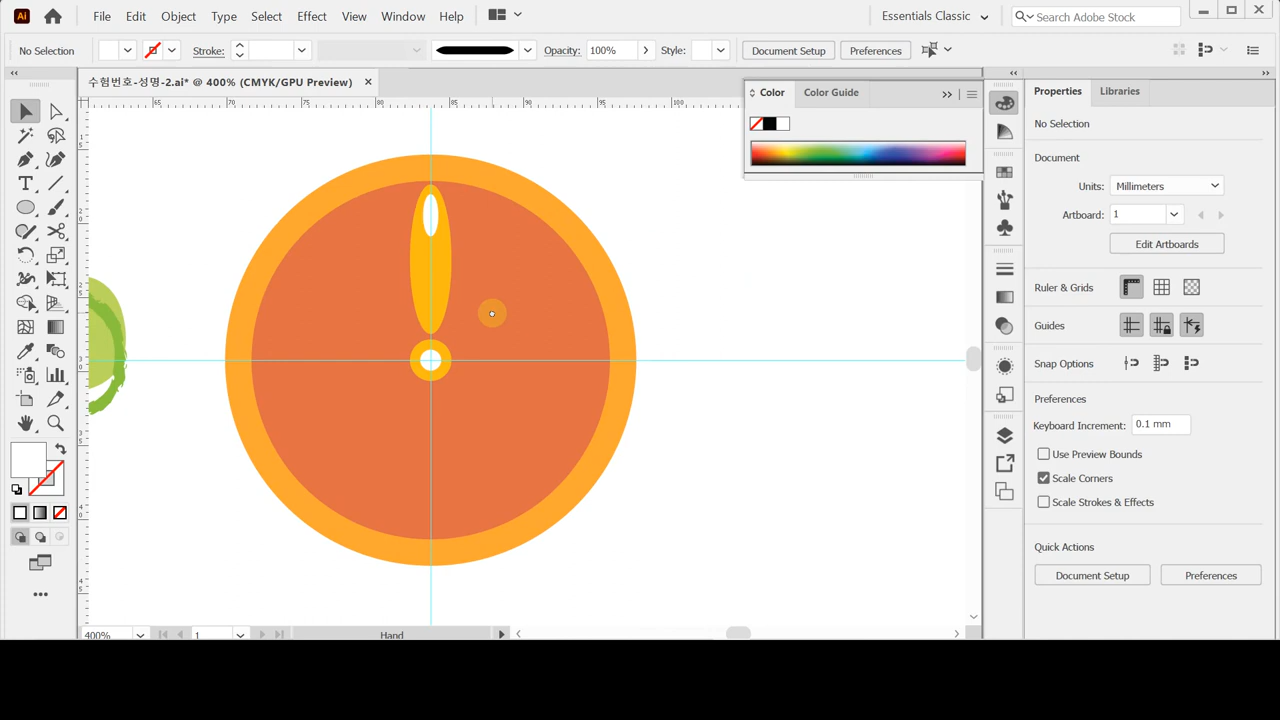 Ai File Edit Object Type Select Effect View Window Help Essentials Classic Search Adobe Stock
No Selection Stroke: Opacity: 100% Style: Document Setup Preferences
수험번호-성명-2.ai* @ 400% (CMYK/GPU Preview)
65 70 75 80 85 90 95 100
Color Color Guide
Properties Libraries
No Selection
Document
Units: Millimeters
Artboard: 1
Edit Artboards
Ruler & Grids
Guides
Snap Options
Preferences
Keyboard Increment: 0.1 mm
Use Preview Bounds
Scale Corners
Scale Strokes & Effects
Quick Actions
Document Setup Preferences
400% 1 Hand